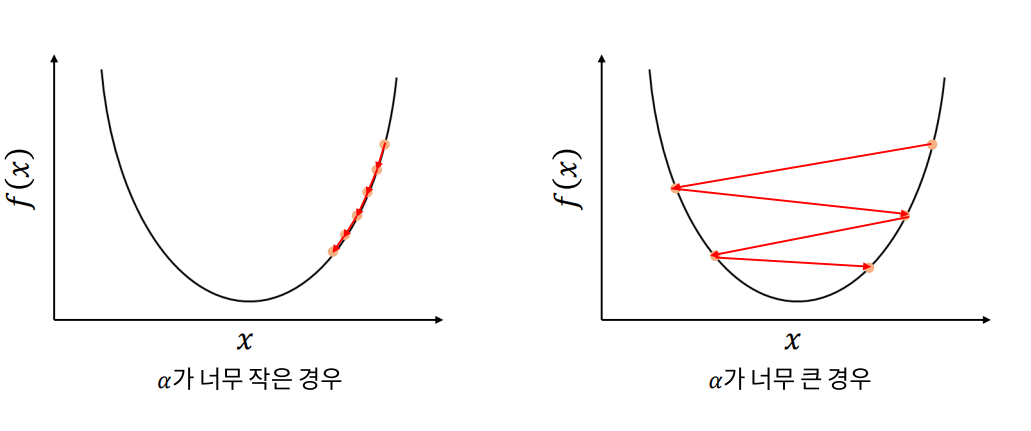 f(x)
x
α가 너무 작은 경우
f(x)
x
α가 너무 큰 경우